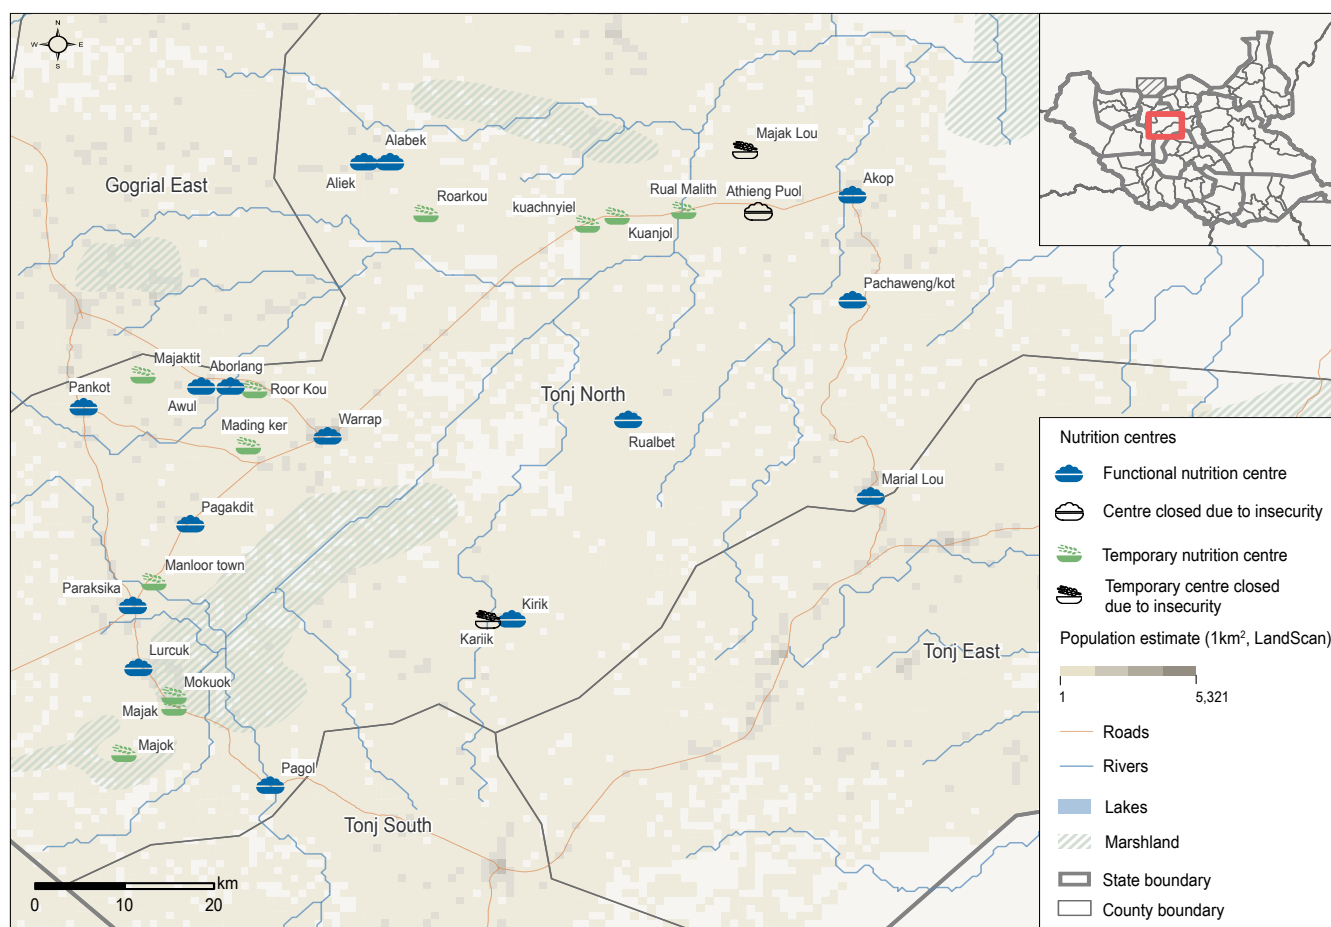 N
W E
S
Alabek
Majak Lou
Aliek
Gogrial East
Roarkou
kuachnyiel
Rual Malith
Athieng Puol
Akop
Kuanjol
Pachaweng/kot
Majaktit
Aborlang
Pankot
Awul
Roor Kou
Tonj North
Mading ker
Warrap
Rualbet
Marial Lou
Pagakdit
Manloor town
Paraksika
Kirik
Kariik
Lurcuk
Tonj East
Mokuok
Majak
Majok
Pagol
Tonj South
km
0 10 20
Nutrition centres
Functional nutrition centre
Centre closed due to insecurity
Temporary nutrition centre
Temporary centre closed
due to insecurity
Population estimate (1km², LandScan)
1 5,321
Roads
Rivers
Lakes
Marshland
State boundary
County boundary